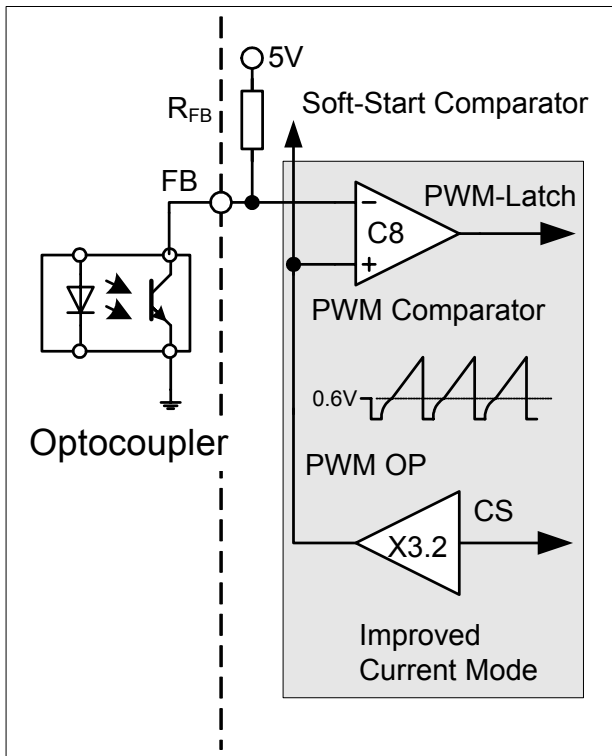 5V
RFB
Soft-Start Comparator
FB
PWM-Latch
−
C8
+
PWM Comparator
0.6V
Optocoupler
PWM OP
CS
X3.2
Improved
Current Mode